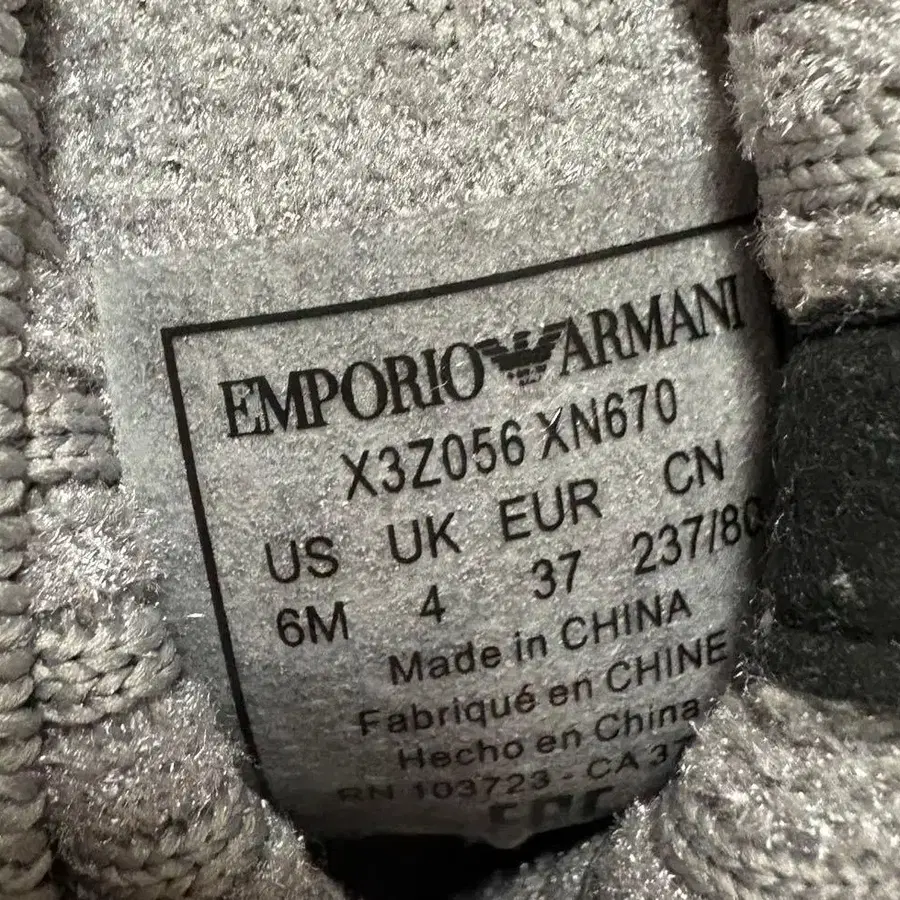 EMPORIO ARMANI
X3Z056 XN670
US UK EUR CN
6M 4 37 237/80
Made in CHINA
Fabriqué en CHINE
Hecho en China
RN 103723 - CA 37
EAC